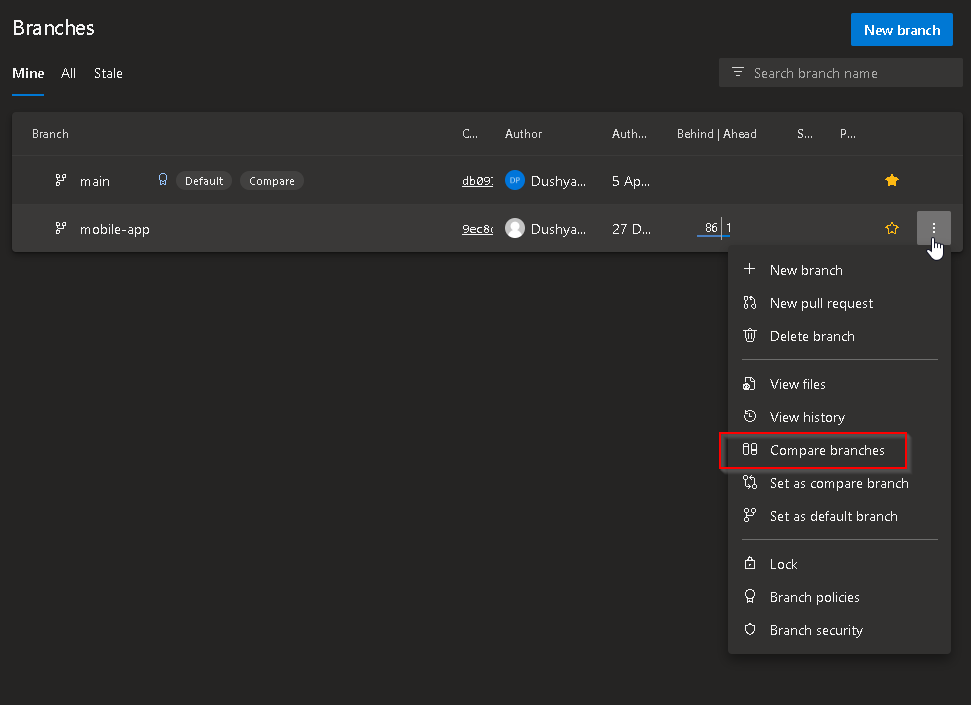 Branches
New branch
Mine All Stale
Search branch name
Branch C... Author Auth... Behind | Ahead S... P...
main Default Compare db09 DP Dushya... 5 Ap...
mobile-app 9ec8 Dushya... 27 D... 86 1
New branch
New pull request
Delete branch
View files
View history
Compare branches
Set as compare branch
Set as default branch
Lock
Branch policies
Branch security